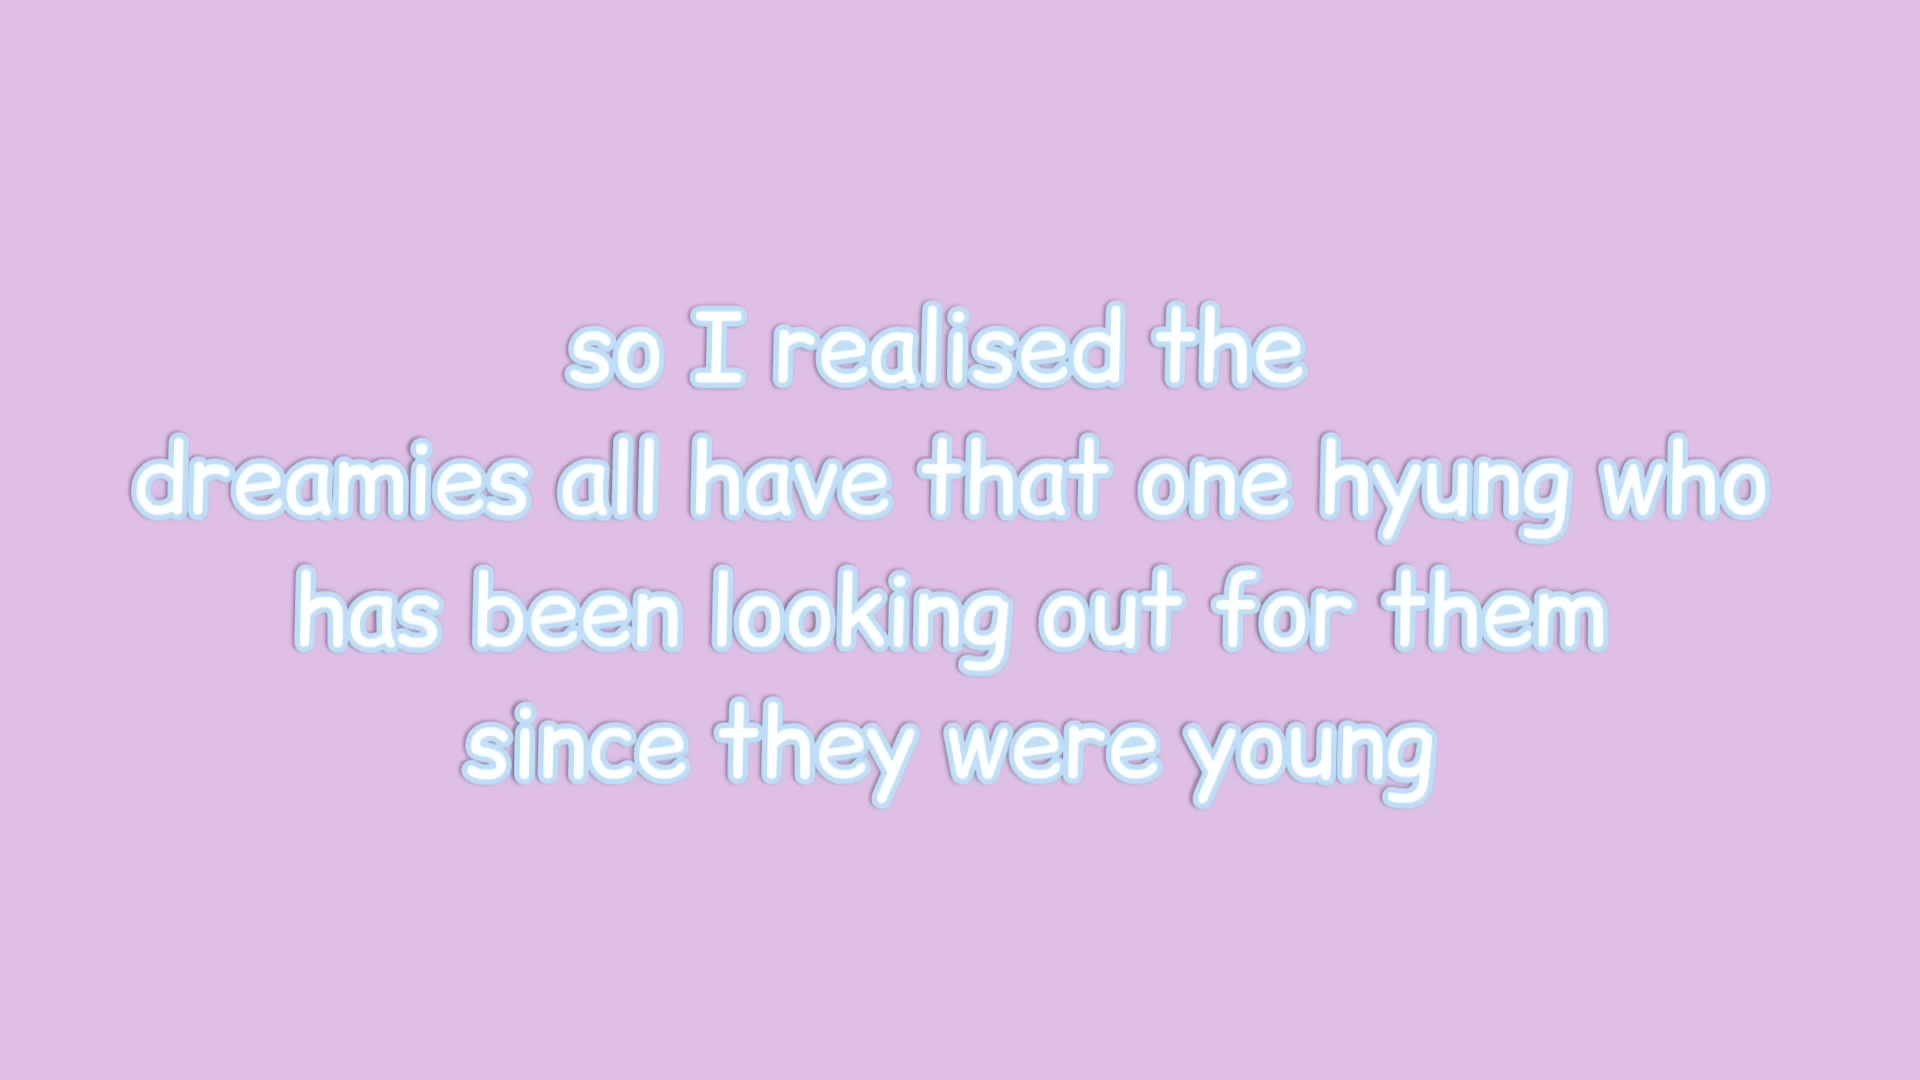 so I realised the
dreamies all have that one hyung who
has been looking out for them
since they were young